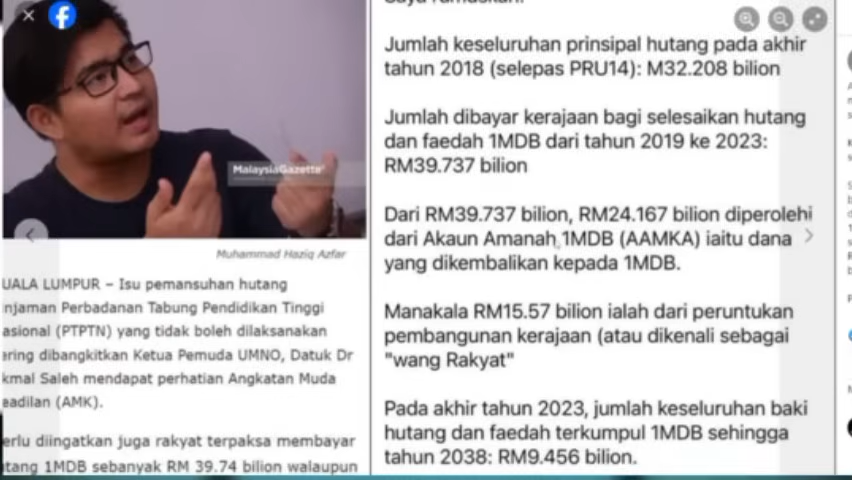 MalaysiaGazette
Muhammad Haziq Azfar
UALA LUMPUR – Isu pemansuhan hutang
njaman Perbadanan Tabung Pendidikan Tinggi
asional (PTPTN) yang tidak boleh dilaksanakan
ering dibangkitkan Ketua Pemuda UMNO, Datuk Dr
kmal Saleh mendapat perhatian Angkatan Muda
eadilan (AMK).
erlu diingatkan juga rakyat terpaksa membayar
utang 1MDB sebanyak RM 39.74 bilion walaupun
Jumlah keseluruhan prinsipal hutang pada akhir
tahun 2018 (selepas PRU14): M32.208 bilion
Jumlah dibayar kerajaan bagi selesaikan hutang
dan faedah 1MDB dari tahun 2019 ke 2023:
RM39.737 bilion
Dari RM39.737 bilion, RM24.167 bilion diperolehi
dari Akaun Amanah 1MDB (AAMKA) iaitu dana
yang dikembalikan kepada 1MDB.
Manakala RM15.57 bilion ialah dari peruntukan
pembangunan kerajaan (atau dikenali sebagai
"wang Rakyat"
Pada akhir tahun 2023, jumlah keseluruhan baki
hutang dan faedah terkumpul 1MDB sehingga
tahun 2038: RM9.456 bilion.